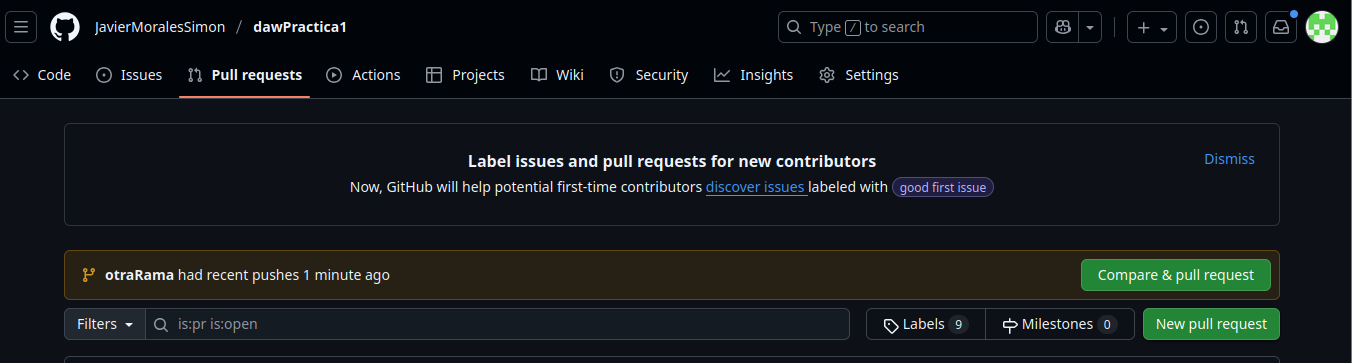 JavierMoralesSimon / dawPractica1
Type / to search
Code Issues Pull requests Actions Projects Wiki Security Insights Settings
Label issues and pull requests for new contributors
Dismiss
Now, GitHub will help potential first-time contributors discover issues labeled with good first issue
otraRama had recent pushes 1 minute ago
Compare & pull request
Filters is:pr is:open Labels 9 Milestones 0 New pull request